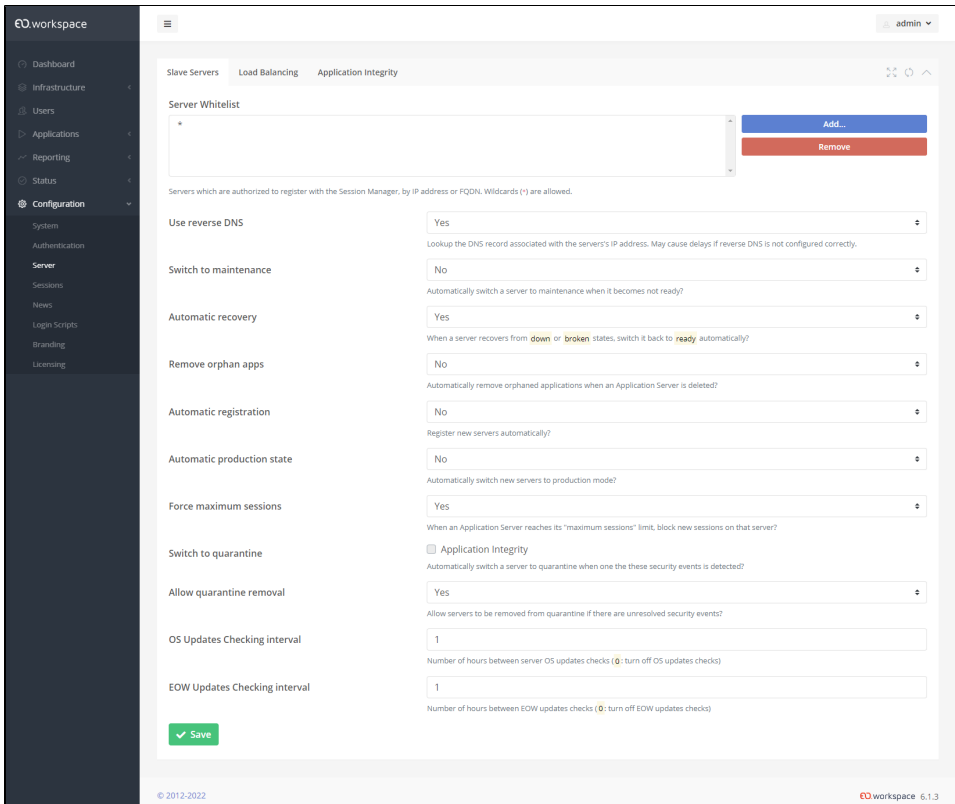 EO.workspace
admin
Dashboard
Infrastructure
Users
Applications
Reporting
Status
Configuration
System
Authentication
Server
Sessions
News
Login Scripts
Branding
Licensing
Slave Servers Load Balancing Application Integrity
Server Whitelist
*
Add...
Remove
Servers which are authorized to register with the Session Manager, by IP address or FQDN. Wildcards (*) are allowed.
Use reverse DNS Yes
Lookup the DNS record associated with the servers's IP address. May cause delays if reverse DNS is not configured correctly.
Switch to maintenance No
Automatically switch a server to maintenance when it becomes not ready?
Automatic recovery Yes
When a server recovers from down or broken states. switch it back to ready automatically?
Remove orphan apps No
Automatically remove orphaned applications when an Application Server is deleted?
Automatic registration No
Register new servers automatically?
Automatic production state No
Automatically switch new servers to production mode?
Force maximum sessions Yes
When an Application Server reaches its "maximum sessions" limit, block new sessions on that server?
Switch to quarantine Application Integrity
Automatically switch a server to quarantine when one the these security events is detected?
Allow quarantine removal Yes
Allow servers to be removed from quarantine if there are unresolved security events?
OS Updates Checking interval 1
Number of hours between server OS updates checks (0: turn off OS updates checks)
EOW Updates Checking interval 1
Number of hours between EOW updates checks (0: turn off EOW updates checks)
Save
© 2012-2022
EO.workspace 6.1.3